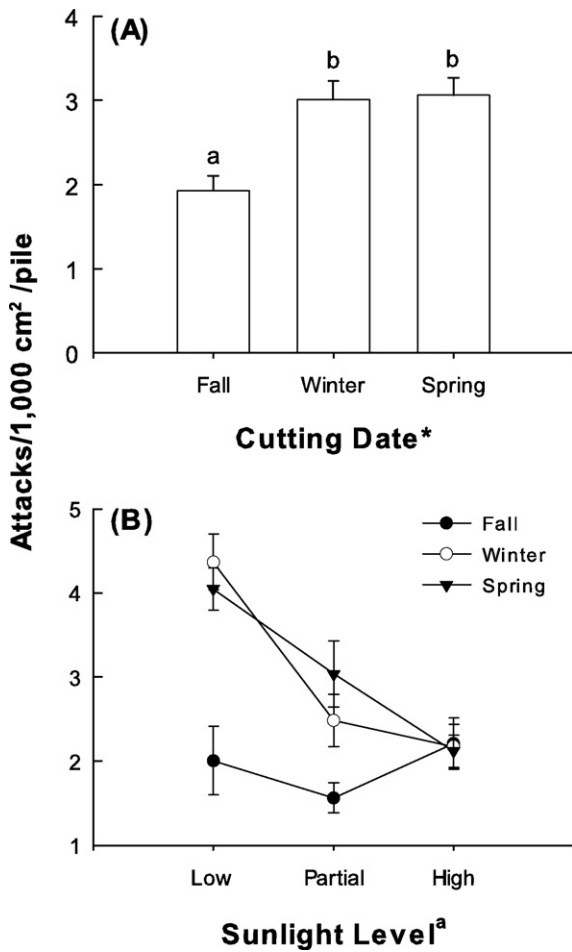 (A)
b
b
a
4
3
2
1
0
Fall Winter Spring
Cutting Date*
Attacks/1,000 cm² /pile
(B)
Fall
Winter
Spring
5
4
3
2
1
Low Partial High
Sunlight Levelᵃ